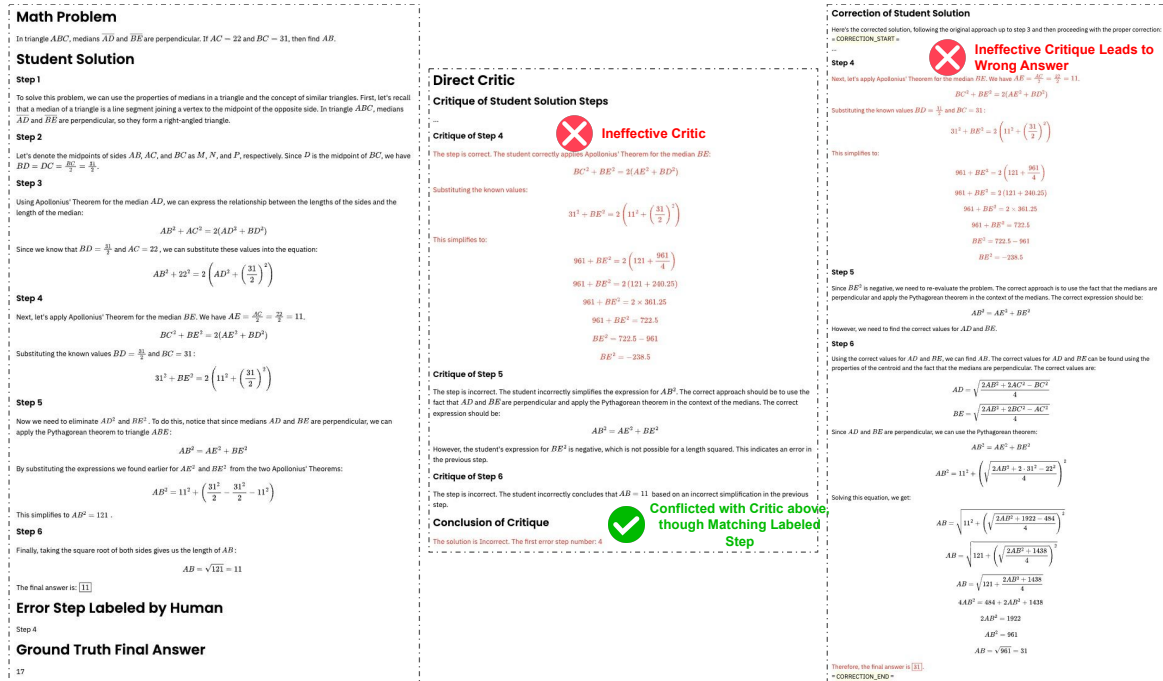 Math Problem
In triangle ABC, medians \overline{AD} and \overline{BE} are perpendicular. If AC = 22 and BC = 31, then find AB.
Student Solution
Step 1
To solve this problem, we can use the properties of medians in a triangle and the concept of similar triangles. First, let's recall
that a median of a triangle is a line segment joining a vertex to the midpoint of the opposite side. In triangle ABC, medians
\overline{AD} and \overline{BE} are perpendicular, so they form a right-angled triangle.
Step 2
Let's denote the midpoints of sides AB, AC, and BC as M, N, and P, respectively. Since D is the midpoint of BC, we have
BD = DC = \frac{BC}{2} = \frac{31}{2}.
Step 3
Using Apollonius' Theorem for the median AD, we can express the relationship between the lengths of the sides and the
length of the median:
AB² + AC² = 2(AD² + BD²)
Since we know that BD = \frac{31}{2} and AC = 22, we can substitute these values into the equation:
AB² + 22² = 2 (AD² + (\frac{31}{2})²)
Step 4
Next, let's apply Apollonius' Theorem for the median BE. We have AE = \frac{AC}{2} = \frac{22}{2} = 11.
BC² + BE² = 2(AE² + BD²)
Substituting the known values BD = \frac{31}{2} and BC = 31:
31² + BE² = 2 (11² + (\frac{31}{2})²)
Step 5
Now we need to eliminate AD² and BE². To do this, notice that since medians AD and BE are perpendicular, we can
apply the Pythagorean theorem to triangle ABE:
AB² = AE² + BE²
By substituting the expressions we found earlier for AE² and BE² from the two Apollonius' Theorems:
AB² = 11² + (\frac{31²}{2} − \frac{31²}{2} − 11²)
This simplifies to AB² = 121.
Step 6
Finally, taking the square root of both sides gives us the length of AB:
AB = √121 = 11
The final answer is: 11
Error Step Labeled by Human
Step 4
Ground Truth Final Answer
17
Direct Critic
Critique of Student Solution Steps
...
Critique of Step 4
Ineffective Critic
The step is correct. The student correctly applies Apollonius' Theorem for the median BE:
BC² + BE² = 2(AE² + BD²)
Substituting the known values:
31² + BE² = 2 (11² + (\frac{31}{2})²)
This simplifies to:
961 + BE² = 2 (121 + \frac{961}{4})
961 + BE² = 2 (121 + 240.25)
961 + BE² = 2 × 361.25
961 + BE² = 722.5
BE² = 722.5 − 961
BE² = −238.5
Critique of Step 5
The step is incorrect. The student incorrectly simplifies the expression for AB². The correct approach should be to use the
fact that AD and BE are perpendicular and apply the Pythagorean theorem in the context of the medians. The correct
expression should be:
AB² = AE² + BE²
However, the student's expression for BE² is negative, which is not possible for a length squared. This indicates an error in
the previous step.
Critique of Step 6
The step is incorrect. The student incorrectly concludes that AB = 11 based on an incorrect simplification in the previous
step.
Conclusion of Critique
The solution is Incorrect. The first error step number: 4
Conflicted with Critic above,
though Matching Labeled
Step
Correction of Student Solution
Here's the corrected solution, following the original approach up to step 3 and then proceeding with the proper correction:
= CORRECTION_START =
...
Ineffective Critique Leads to
Wrong Answer
Step 4
Next, let's apply Apollonius' Theorem for the median BE. We have AE = \frac{AC}{2} = \frac{22}{2} = 11.
BC² + BE² = 2(AE² + BD²)
Substituting the known values BD = \frac{31}{2} and BC = 31:
31² + BE² = 2 (11² + (\frac{31}{2})²)
This simplifies to:
961 + BE² = 2 (121 + \frac{961}{4})
961 + BE² = 2 (121 + 240.25)
961 + BE² = 2 × 361.25
961 + BE² = 722.5
BE² = 722.5 − 961
BE² = −238.5
Step 5
Since BE² is negative, we need to re-evaluate the problem. The correct approach is to use the fact that the medians are
perpendicular and apply the Pythagorean theorem in the context of the medians. The correct expression should be:
AB² = AE² + BE²
However, we need to find the correct values for AD and BE.
Step 6
Using the correct values for AD and BE, we can find AB. The correct values for AD and BE can be found using the
properties of the centroid and the fact that the medians are perpendicular. The correct values are:
AD = \sqrt{\frac{2AB² + 2AC² − BC²}{4}}
BE = \sqrt{\frac{2AB² + 2BC² − AC²}{4}}
Since AD and BE are perpendicular, we can use the Pythagorean theorem:
AB² = AE² + BE²
AB² = 11² + (\sqrt{\frac{2AB² + 2 · 31² − 22²}{4}})²
Solving this equation, we get:
AB = \sqrt{11² + (\sqrt{\frac{2AB² + 1922 − 484}{4}})²}
AB = \sqrt{121 + (\sqrt{\frac{2AB² + 1438}{4}})²}
AB = \sqrt{121 + \frac{2AB² + 1438}{4}}
4AB² = 484 + 2AB² + 1438
2AB² = 1922
AB² = 961
AB = √961 = 31
Therefore, the final answer is 31.
= CORRECTION_END =